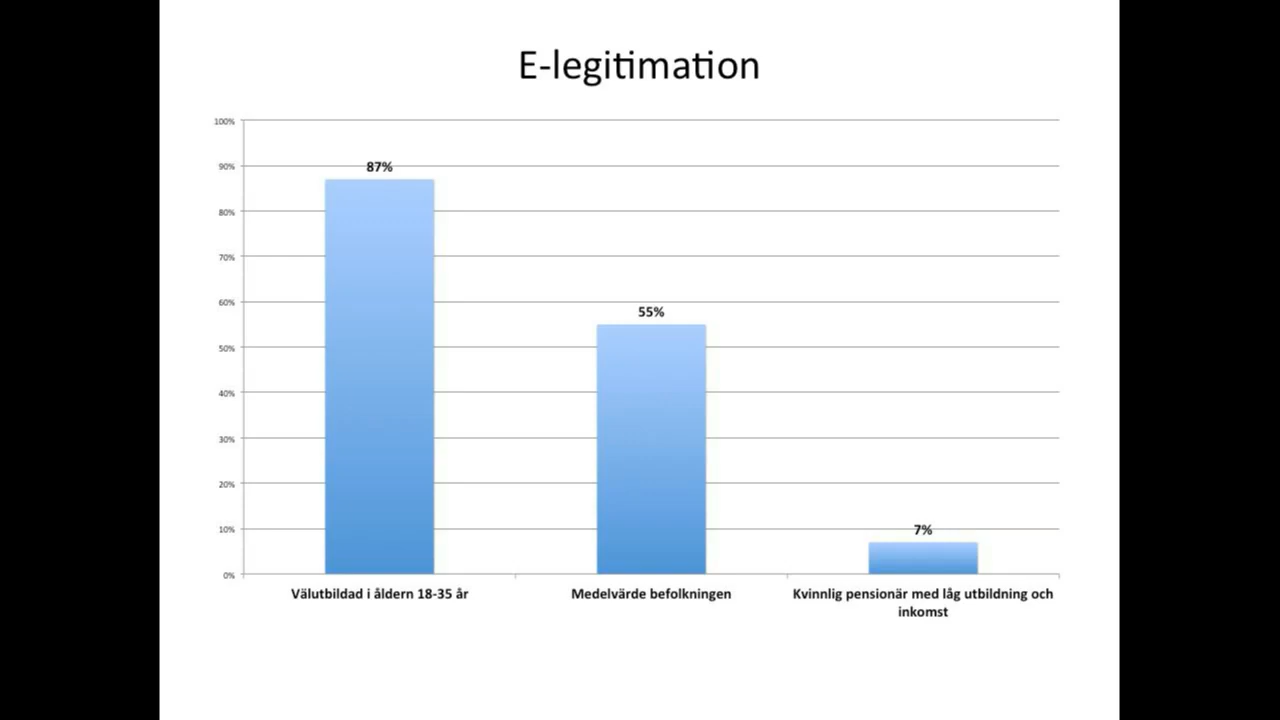 E-legitimation
100%
90%
80%
70%
60%
50%
40%
30%
20%
10%
0%
87%
55%
7%
Välutbildad i åldern 18-35 år
Medelvärde befolkningen
Kvinnlig pensionär med låg utbildning och
inkomst